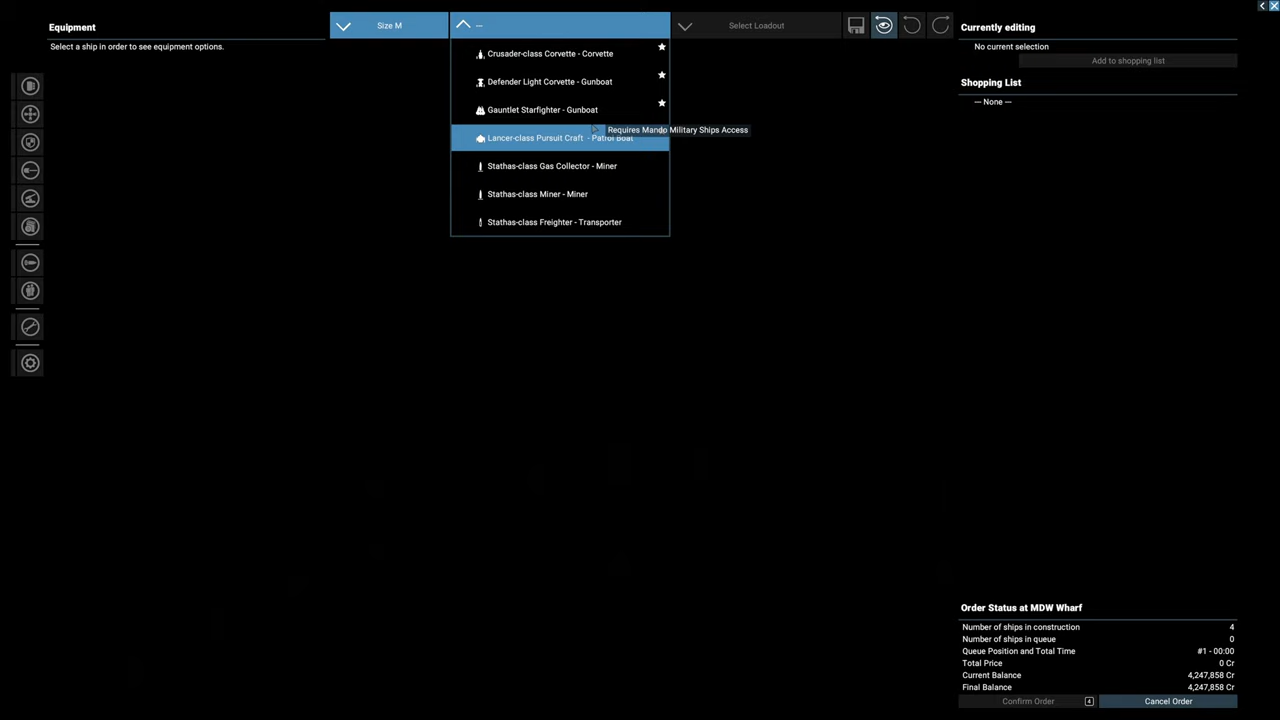 Equipment
Select a ship in order to see equipment options.
Size M
---
Select Loadout
Crusader-class Corvette - Corvette
Defender Light Corvette - Gunboat
Gauntlet Starfighter - Gunboat
Requires Mando Military Ships Access
Lancer-class Pursuit Craft - Patrol Boat
Stathas-class Gas Collector - Miner
Stathas-class Miner - Miner
Stathas-class Freighter - Transporter
Currently editing
No current selection
Add to shopping list
Shopping List
--- None ---
Order Status at MDW Wharf
Number of ships in construction 4
Number of ships in queue 0
Queue Position and Total Time #1 - 00:00
Total Price 0 Cr
Current Balance 4,247,858 Cr
Final Balance 4,247,858 Cr
Confirm Order 4 Cancel Order